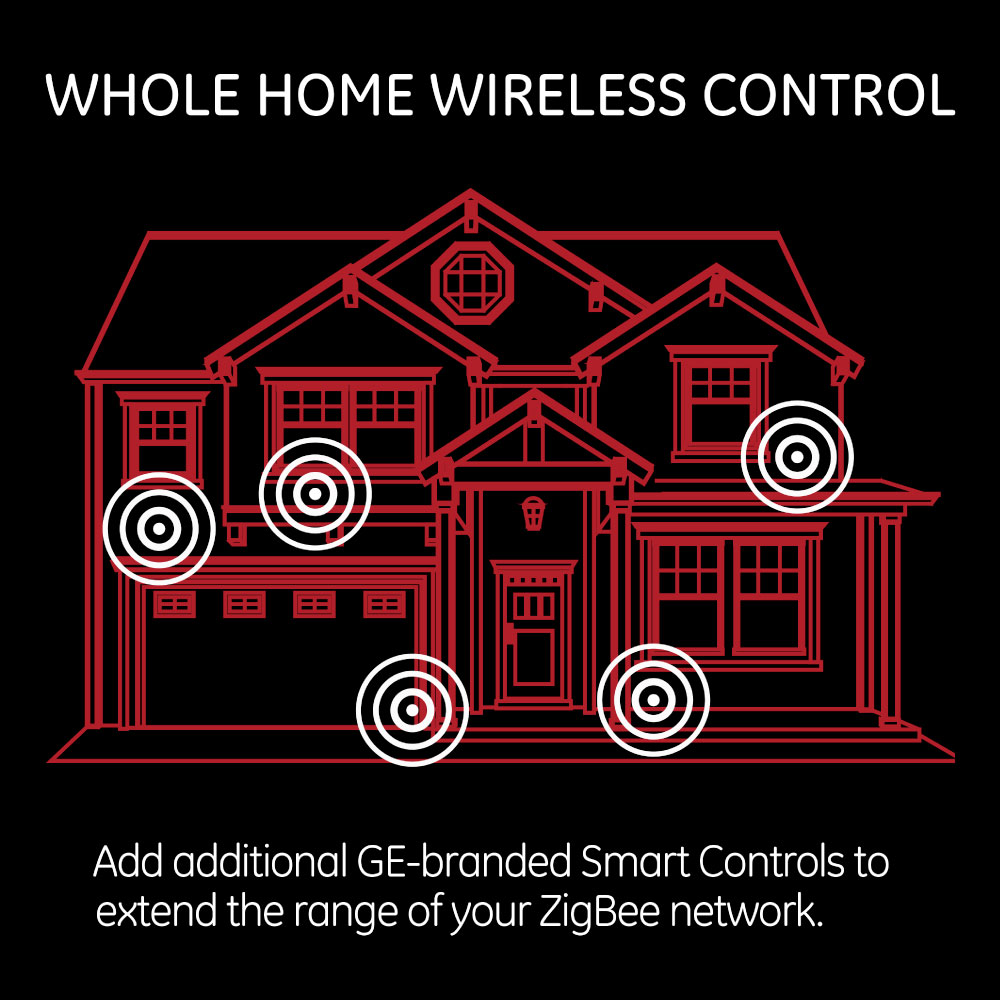 WHOLE HOME WIRELESS CONTROL
Add additional GE-branded Smart Controls to
extend the range of your ZigBee network.